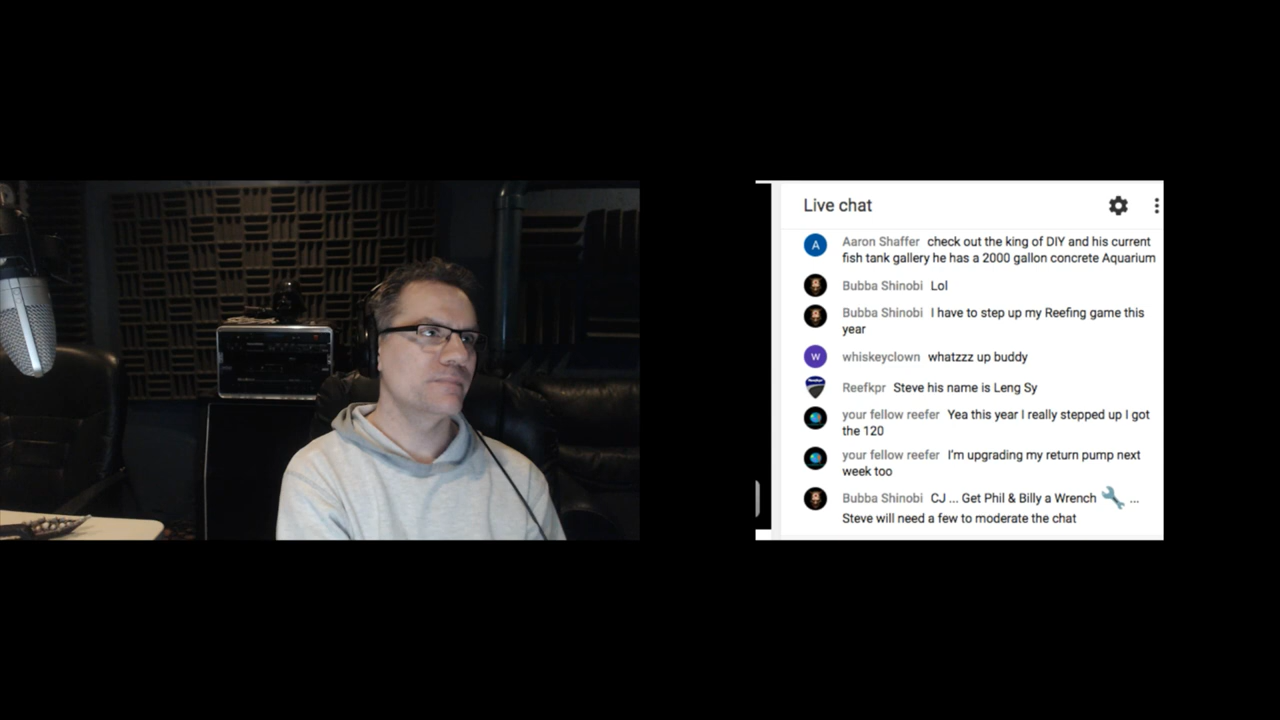 Live chat
A Aaron Shaffer check out the king of DIY and his current
fish tank gallery he has a 2000 gallon concrete Aquarium
Bubba Shinobi Lol
Bubba Shinobi I have to step up my Reefing game this
year
w whiskeyclown whatzzz up buddy
Reefkpr Steve his name is Leng Sy
your fellow reefer Yea this year I really stepped up I got
the 120
your fellow reefer I'm upgrading my return pump next
week too
Bubba Shinobi CJ ... Get Phil & Billy a Wrench 🔧 ...
Steve will need a few to moderate the chat